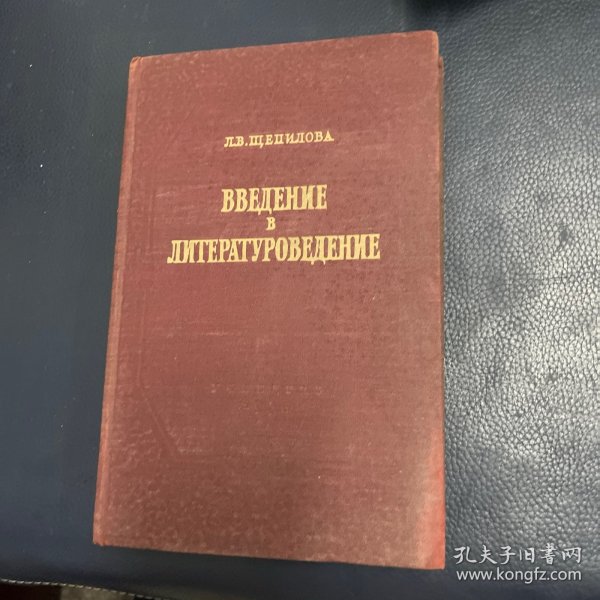 Л.В.ЩЕПИЛОВА
ВВЕДЕНИЕ
В
ЛИТЕРАТУРОВЕДЕНИЕ
孔夫子旧书网
www.kongfz.com